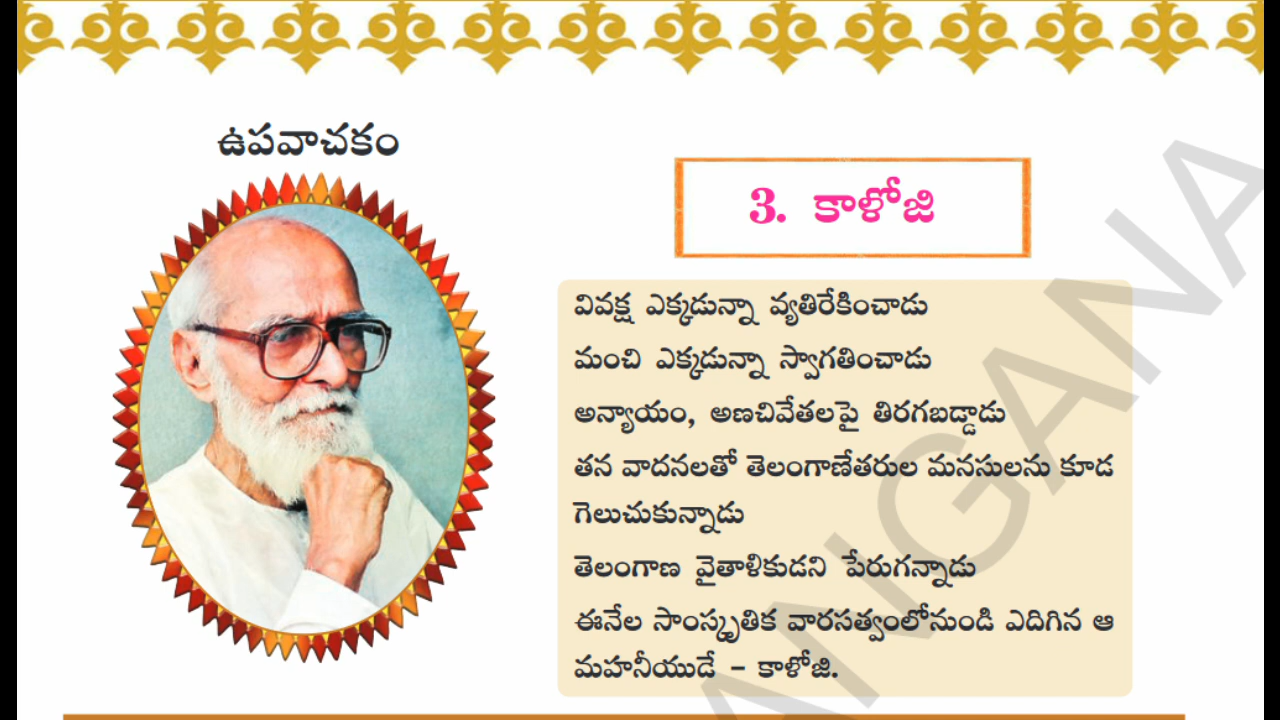 ఉపవాచకం
3. కాళోజి
వివక్ష ఎక్కడున్నా వ్యతిరేకించాడు
మంచి ఎక్కడున్నా స్వాగతించాడు
అన్యాయం, అణచివేతలపై తిరగబడ్డాడు
తన వాదనలతో తెలంగాణేతరుల మనసులను కూడ
గెలుచుకున్నాడు
తెలంగాణ వైతాళికుడని పేరుగన్నాడు
ఈనేల సాంస్కృతిక వారసత్వంలోనుండి ఎదిగిన ఆ
మహనీయుడే – కాళోజి.
ANGANA